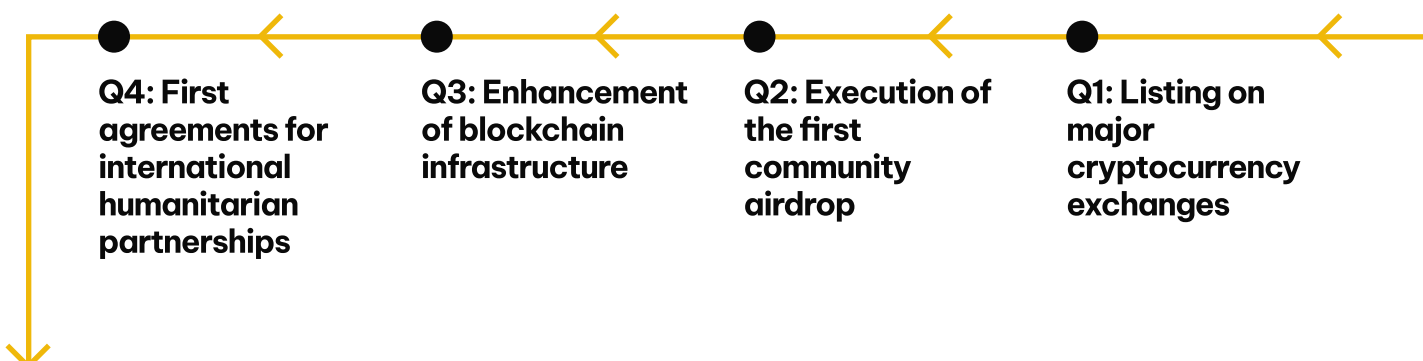 Q4: First
agreements for
international
humanitarian
partnerships
Q3: Enhancement
of blockchain
infrastructure
Q2: Execution of
the first
community
airdrop
Q1: Listing on
major
cryptocurrency
exchanges